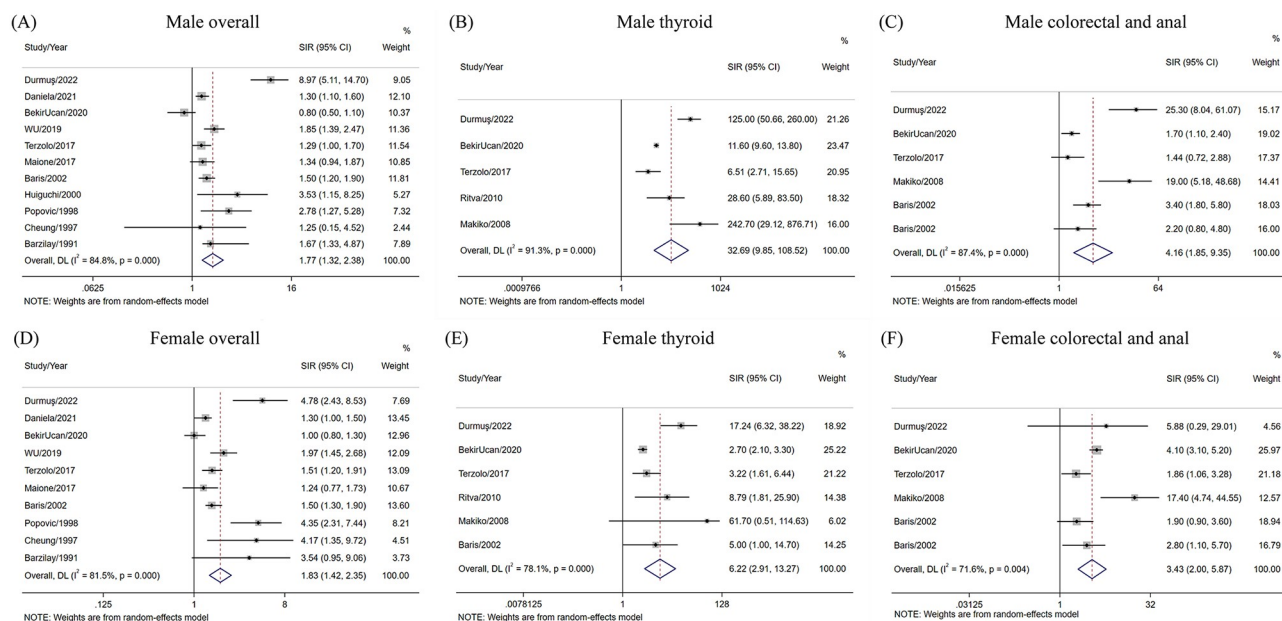 (A) Male overall
%
Study/Year SIR (95% CI) Weight
Durmuş/2022 8.97 (5.11, 14.70) 9.05
Daniela/2021 1.30 (1.10, 1.60) 12.10
BekirUcan/2020 0.80 (0.50, 1.10) 10.37
WU/2019 1.85 (1.39, 2.47) 11.36
Terzolo/2017 1.29 (1.00, 1.70) 11.54
Maione/2017 1.34 (0.94, 1.87) 10.85
Baris/2002 1.50 (1.20, 1.90) 11.81
Huiguchi/2000 3.53 (1.15, 8.25) 5.27
Popovic/1998 2.78 (1.27, 5.28) 7.32
Cheung/1997 1.25 (0.15, 4.52) 2.44
Barzilay/1991 1.67 (1.33, 4.87) 7.89
Overall, DL (I² = 84.8%, p = 0.000) 1.77 (1.32, 2.38) 100.00
.0625 1 16
NOTE: Weights are from random-effects model
(B) Male thyroid
%
Study/Year SIR (95% CI) Weight
Durmuş/2022 125.00 (50.66, 260.00) 21.26
BekirUcan/2020 11.60 (9.60, 13.80) 23.47
Terzolo/2017 6.51 (2.71, 15.65) 20.95
Ritva/2010 28.60 (5.89, 83.50) 18.32
Makiko/2008 242.70 (29.12, 876.71) 16.00
Overall, DL (I² = 91.3%, p = 0.000) 32.69 (9.85, 108.52) 100.00
.0009766 1 1024
NOTE: Weights are from random-effects model
(C) Male colorectal and anal
%
Study/Year SIR (95% CI) Weight
Durmuş/2022 25.30 (8.04, 61.07) 15.17
BekirUcan/2020 1.70 (1.10, 2.40) 19.02
Terzolo/2017 1.44 (0.72, 2.88) 17.37
Makiko/2008 19.00 (5.18, 48.68) 14.41
Baris/2002 3.40 (1.80, 5.80) 18.03
Baris/2002 2.20 (0.80, 4.80) 16.00
Overall, DL (I² = 87.4%, p = 0.000) 4.16 (1.85, 9.35) 100.00
.015625 1 64
NOTE: Weights are from random-effects model
(D) Female overall
%
Study/Year SIR (95% CI) Weight
Durmuş/2022 4.78 (2.43, 8.53) 7.69
Daniela/2021 1.30 (1.00, 1.50) 13.45
BekirUcan/2020 1.00 (0.80, 1.30) 12.96
WU/2019 1.97 (1.45, 2.68) 12.09
Terzolo/2017 1.51 (1.20, 1.91) 13.09
Maione/2017 1.24 (0.77, 1.73) 10.67
Baris/2002 1.50 (1.30, 1.90) 13.60
Popovic/1998 4.35 (2.31, 7.44) 8.21
Cheung/1997 4.17 (1.35, 9.72) 4.51
Barzilay/1991 3.54 (0.95, 9.06) 3.73
Overall, DL (I² = 81.5%, p = 0.000) 1.83 (1.42, 2.35) 100.00
.125 1 8
NOTE: Weights are from random-effects model
(E) Female thyroid
%
Study/Year SIR (95% CI) Weight
Durmuş/2022 17.24 (6.32, 38.22) 18.92
BekirUcan/2020 2.70 (2.10, 3.30) 25.22
Terzolo/2017 3.22 (1.61, 6.44) 21.22
Ritva/2010 8.79 (1.81, 25.90) 14.38
Makiko/2008 61.70 (0.51, 114.63) 6.02
Baris/2002 5.00 (1.00, 14.70) 14.25
Overall, DL (I² = 78.1%, p = 0.000) 6.22 (2.91, 13.27) 100.00
.0078125 1 128
NOTE: Weights are from random-effects model
(F) Female colorectal and anal
%
Study/Year SIR (95% CI) Weight
Durmuş/2022 5.88 (0.29, 29.01) 4.56
BekirUcan/2020 4.10 (3.10, 5.20) 25.97
Terzolo/2017 1.86 (1.06, 3.28) 21.18
Makiko/2008 17.40 (4.74, 44.55) 12.57
Baris/2002 1.90 (0.90, 3.60) 18.94
Baris/2002 2.80 (1.10, 5.70) 16.79
Overall, DL (I² = 71.6%, p = 0.004) 3.43 (2.00, 5.87) 100.00
.03125 1 32
NOTE: Weights are from random-effects model